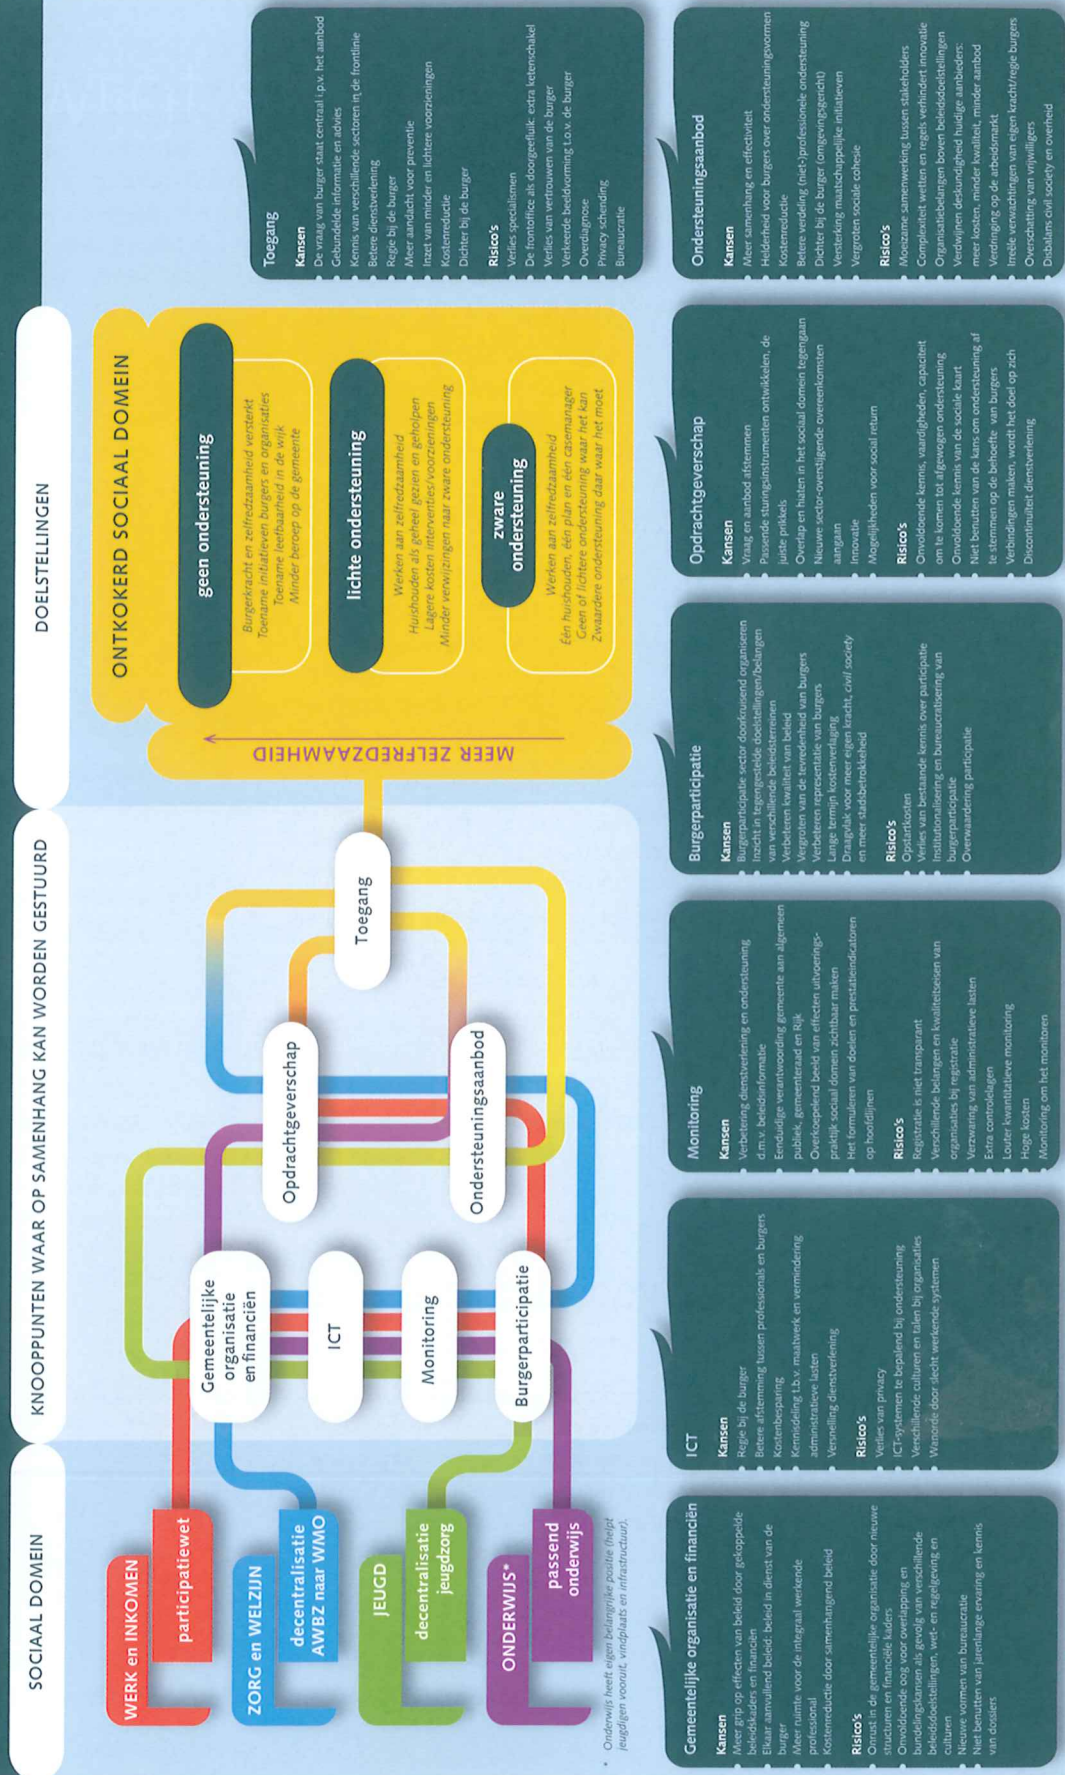 SOCIAAL DOMEIN
KNOOPPUNTEN WAAR OP SAMENHANG KAN WORDEN GESTUURD
DOELSTELLINGEN
WERK en INKOMEN
participatiewet
ZORG en WELZIJN
decentralisatie
AWBZ naar WMO
JEUGD
decentralisatie
jeugdzorg
ONDERWIJS*
passend
onderwijs
* Onderwijs heeft eigen belangrijke positie (helpt
jeugdigen vooruit, vindplaats en infrastructuur).
Gemeentelijke
organisatie
en financiën
ICT
Monitoring
Burgerparticipatie
Opdrachtgeverschap
Ondersteuningsaanbod
Toegang
MEER ZELFREDZAAMHEID
ONTKOKERD SOCIAAL DOMEIN
geen ondersteuning
Burgerkracht en zelfredzaamheid versterkt
Toename initiatieven burgers en organisaties
Toename leefbaarheid in de wijk
Minder beroep op de gemeente
lichte ondersteuning
Werken aan zelfredzaamheid
Huishouden als geheel gezien en geholpen
Lagere kosten interventies/voorzieningen
Minder verwijzingen naar zware ondersteuning
zware
ondersteuning
Werken aan zelfredzaamheid
Één huishouden, één plan en één casemanager
Geen of lichtere ondersteuning waar het kan
Zwaardere ondersteuning daar waar het moet
Toegang
Kansen
De vraag van burger staat centraal i.p.v. het aanbod
Gebundelde informatie en advies
Kennis van verschillende sectoren in de frontlinie
Betere dienstverlening
Regie bij de burger
Meer aandacht voor preventie
Inzet van minder en lichtere voorzieningen
Kostenreductie
Dichter bij de burger
Risico's
Verlies specialismen
De frontoffice als doorgeefluik: extra ketenschakel
Verlies van vertrouwen van de burger
Verkeerde beeldvorming t.o.v. de burger
Overdiagnose
Privacy schending
Bureaucratie
Gemeentelijke organisatie en financiën
Kansen
Meer grip op effecten van beleid door gekoppelde
beleidskaders en financiën
Elkaar aanvullend beleid: beleid in dienst van de
burger
Meer ruimte voor de integraal werkende
professional
Kostenreductie door samenhangend beleid
Risico's
Onrust in de gemeentelijke organisatie door nieuwe
structuren en financiële kaders
Onvoldoende oog voor overlapping en
bundelingskansen als gevolg van verschillende
beleidsdoelstellingen, wet- en regelgeving en
culturen
Nieuwe vormen van bureaucratie
Niet benutten van jarenlange ervaring en kennis
van dossiers
ICT
Kansen
Regie bij de burger
Betere afstemming tussen professionals en burgers
Kostenbesparing
Kennisdeling t.b.v. maatwerk en vermindering
administratieve lasten
Versnelling dienstverlening
Risico's
Verlies van privacy
ICT-systemen te bepalend bij ondersteuning
Verschillende culturen en talen bij organisaties
Wanorde door slecht werkende systemen
Monitoring
Kansen
Verbetering dienstverlening en ondersteuning
d.m.v. beleidsinformatie
Eenduidige verantwoording gemeente aan algemeen
publiek, gemeenteraad en Rijk
Overkoepelend beeld van effecten uitvoerings-
praktijk sociaal domein zichtbaar maken
Het formuleren van doelen en prestatieindicatoren
op hoofdlijnen
Risico's
Registratie is niet transparant
Verschillende belangen en kwaliteitseisen van
organisaties bij registratie
Verzwaring van administratieve lasten
Extra controlelagen
Louter kwantitatieve monitoring
Hoge kosten
Monitoring om het monitoren
Burgerparticipatie
Kansen
Burgerparticipatie sector doorkruisend organiseren
Inzicht in tegengestelde doelstellingen/belangen
van verschillende beleidsterreinen
Verbeteren kwaliteit van beleid
Vergroten van de tevredenheid van burgers
Verbeteren representatie van burgers
Lange termijn kostenverlaging
Draagvlak voor meer eigen kracht, civil society
en meer stadsbetrokkeheid
Risico's
Opstartkosten
Verlies van bestaande kennis over participatie
Institutionalisering en bureaucratisering van
burgerparticipatie
Overwaardering participatie
Opdrachtgeverschap
Kansen
Vraag en aanbod afstemmen
Passende sturingsinstrumenten ontwikkelen, de
juiste prikkels
Overlap en hiaten in het sociaal domein tegengaan
Nieuwe sector-overstijgende overeenkomsten
aangaan
Innovatie
Mogelijkheden voor social return
Risico's
Onvoldoende kennis, vaardigheden, capaciteit
om te komen tot afgewogen ondersteuning
Onvoldoende kennis van de sociale kaart
Niet benutten van de kans om ondersteuning af
te stemmen op de behoefte van burgers
Verbindingen maken, wordt het doel op zich
Discontinuïteit dienstverlening
Ondersteuningsaanbod
Kansen
Meer samenhang en effectiviteit
Helderheid voor burgers over ondersteuningsvormen
Kostenreductie
Betere verdeling (niet-)professionele ondersteuning
Dichter bij de burger (omgevingsgericht)
Versterking maatschappelijke initiatieven
Vergroten sociale cohesie
Risico's
Moeizame samenwerking tussen stakeholders
Complexiteit wetten en regels verhindert innovatie
Organisatiebelangen boven beleidsdoelstellingen
Verdwijnen deskundigheid huidige aanbieders:
meer kosten, minder kwaliteit, minder aanbod
Verdringing op de arbeidsmarkt
Irreële verwachtingen van eigen kracht/regie burgers
Overschatting van vrijwilligers
Disbalans civil society en overheid